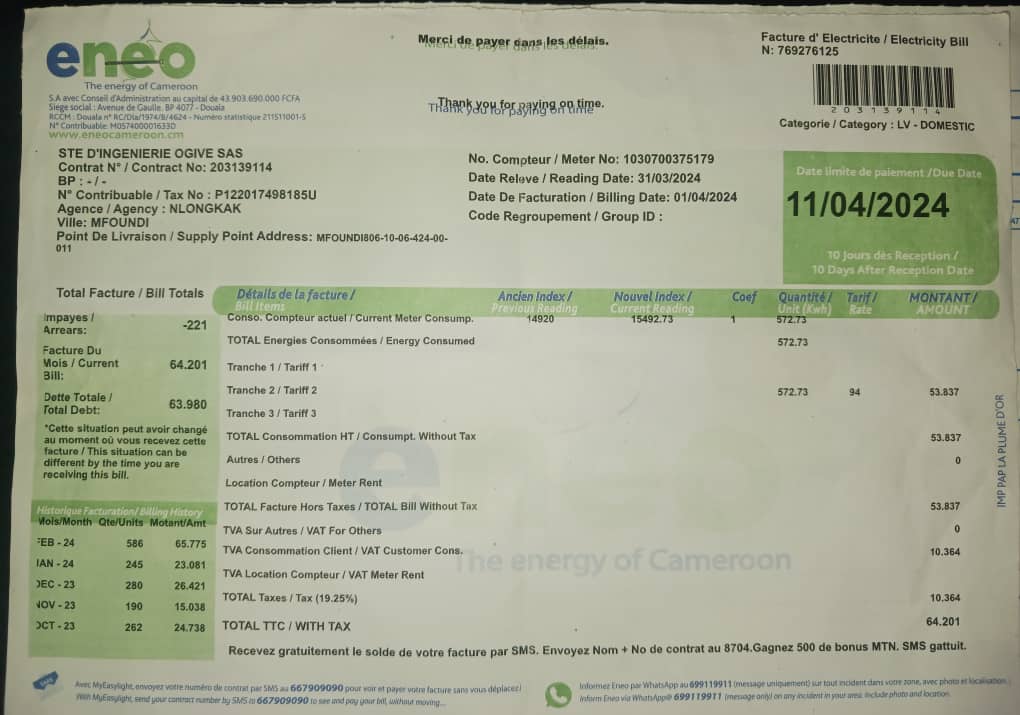 eneo
The energy of Cameroon
S.A avec Conseil d'Administration au capital de 43.903.690.000 FCFA
Siege social : Avenue de Gaulle. BP 4077 - Douala
RCCM : Douala n° RC/Dla/1974/B/4624 - Numéro statistique 211511001-S
N° Contribuable: M057400001633D
www.eneocameroon.cm
Merci de payer dans les délais.
Merci de payer dans les délais.
Thank you for paying on time.
Thank you for paying on time
Facture d' Electricite / Electricity Bill
N: 769276125
203139114
Categorie / Category : LV - DOMESTIC
STE D'INGENIERIE OGIVE SAS
Contrat N° / Contract No: 203139114
BP : - / -
N° Contribuable / Tax No : P122017498185U
Agence / Agency : NLONGKAK
Ville: MFOUNDI
Point De Livraison / Supply Point Address: MFOUNDI806-10-06-424-00-
011
No. Compteur / Meter No: 1030700375179
Date Releve / Reading Date: 31/03/2024
Date De Facturation / Billing Date: 01/04/2024
Code Regroupement / Group ID :
Date limite de paiement /Due Date
11/04/2024
10 Jours dès Reception /
10 Days After Reception Date
Total Facture / Bill Totals
Impayes /
Arrears: -221
Facture Du
Mois / Current 64.201
Bill:
Dette Totale /
Total Debt: 63.980
*Cette situation peut avoir changé
au moment où vous recevez cette
facture / This situation can be
different by the time you are
receiving this bill.
Historique Facturation/ Billing History
Mois/Month Qte/Units Motant/Amt
FEB - 24 586 65.775
JAN - 24 245 23.081
DEC - 23 280 26.421
NOV - 23 190 15.038
OCT - 23 262 24.738
Détails de la facture / Ancien Index / Nouvel Index / Coef Quantité / Tarif / MONTANT /
Bill Items Previous Reading Current Reading Unit (Kwh) Rate AMOUNT
Conso. Compteur actuel / Current Meter Consump. 14920 15492.73 1 572.73
TOTAL Energies Consommées / Energy Consumed 572.73
Tranche 1 / Tariff 1
Tranche 2 / Tariff 2 572.73 94 53.837
Tranche 3 / Tariff 3
TOTAL Consommation HT / Consumpt. Without Tax 53.837
Autres / Others 0
Location Compteur / Meter Rent
TOTAL Facture Hors Taxes / TOTAL Bill Without Tax 53.837
TVA Sur Autres / VAT For Others 0
TVA Consommation Client / VAT Customer Cons. 10.364
TVA Location Compteur / VAT Meter Rent
TOTAL Taxes / Tax (19.25%) 10.364
TOTAL TTC / WITH TAX 64.201
The energy of Cameroon
IMP PAP LA PLUME D'OR
Recevez gratuitement le solde de votre facture par SMS. Envoyez Nom + No de contrat au 8704.Gagnez 500 de bonus MTN. SMS gattuit.
SMS
Avec MyEasylight, envoyez votre numéro de contrat par SMS au 667909090 pour voir et payer votre facture sans vous déplacer!
With MyEasylight, send your contract number by SMS to 667909090 to see and pay your bill, without moving...
Informez Eneo par WhatsApp au 699119911 (message uniquement) sur tout incident dans votre zone, avec photo et localisation.
Inform Eneo via WhatsApp@ 699119911 (message only) on any incident in your area. Include photo and location.